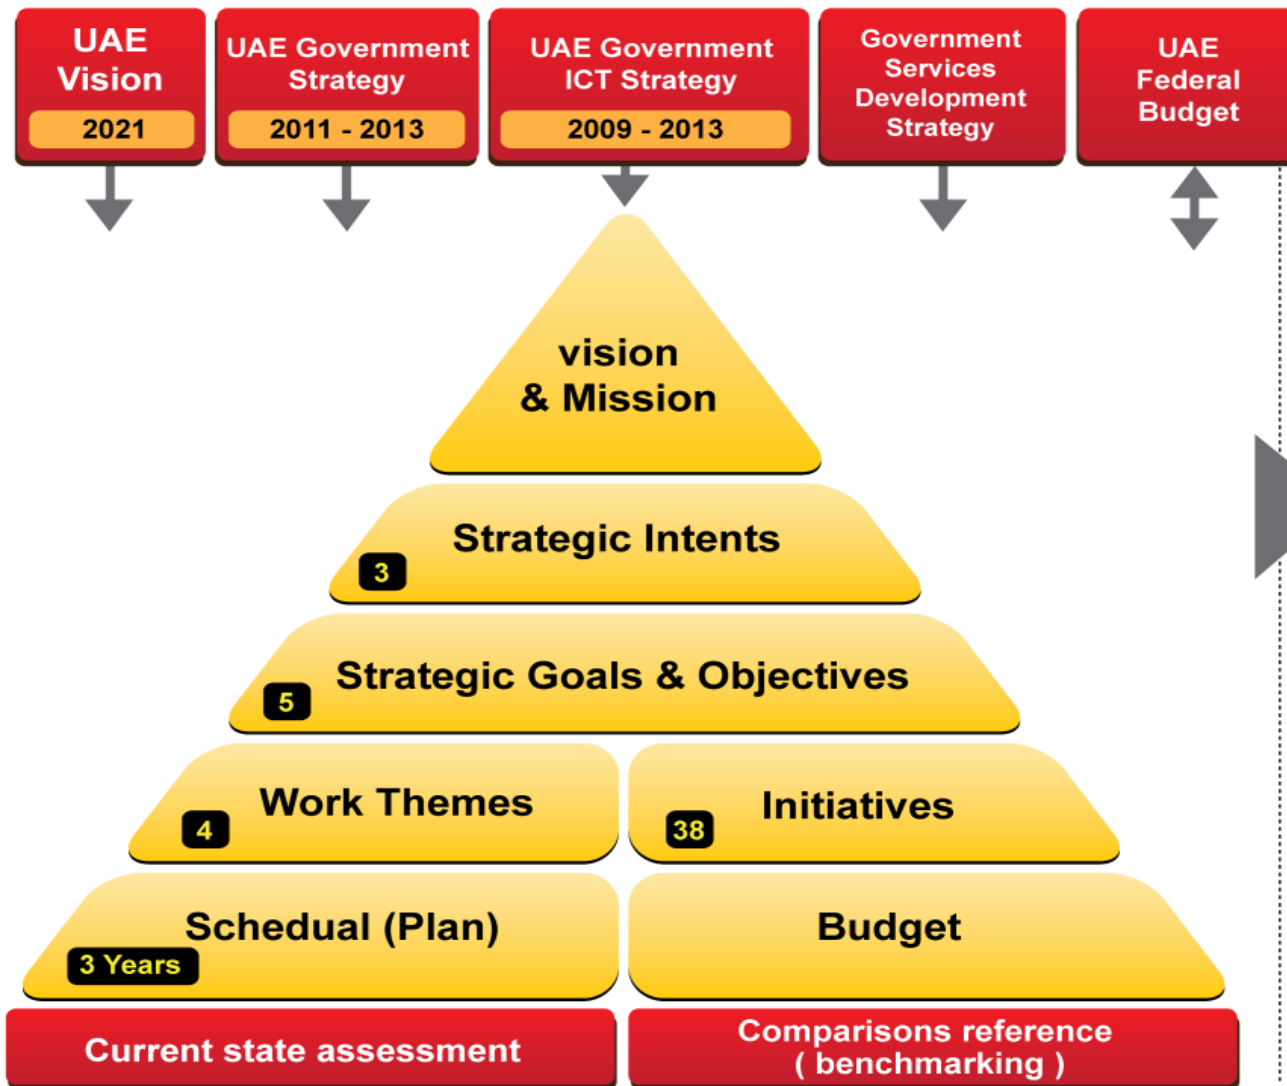 UAE
Vision
2021
UAE Government
Strategy
2011 - 2013
UAE Government
ICT Strategy
2009 - 2013
Government
Services
Development
Strategy
UAE
Federal
Budget
vision
& Mission
Strategic Intents
3
Strategic Goals & Objectives
5
Work Themes
4
Initiatives
38
Schedual (Plan)
3 Years
Budget
Current state assessment
Comparisons reference
( benchmarking )